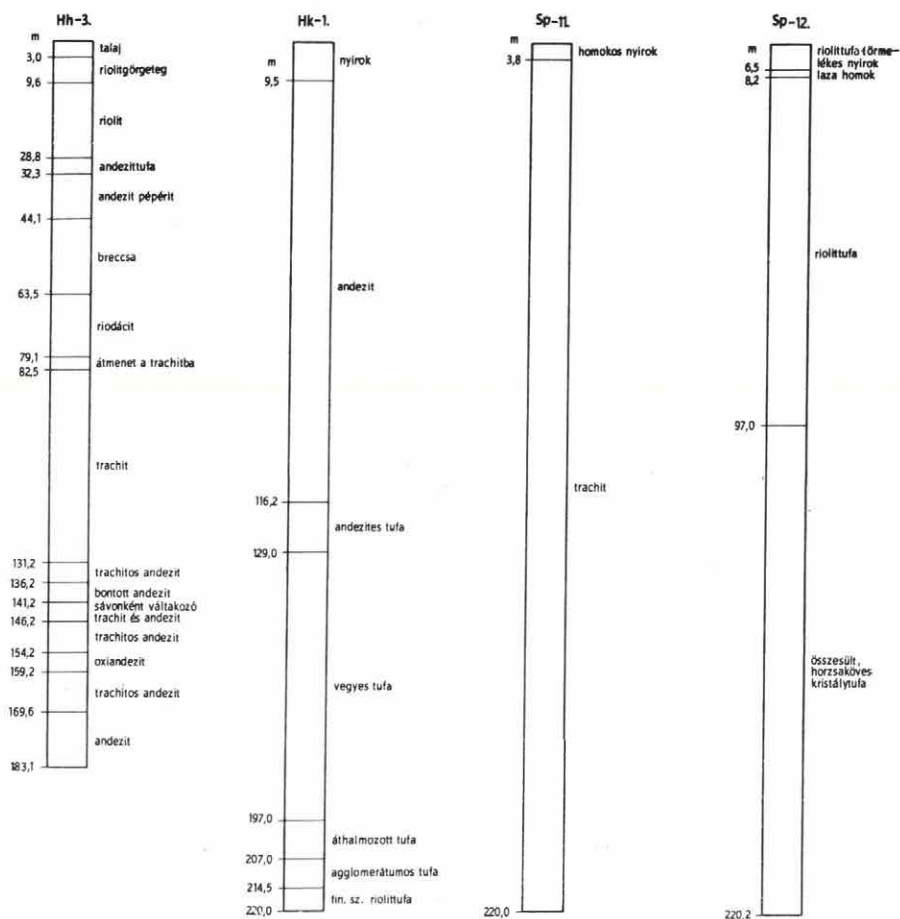 Hh-3.
m
talaj
3,0
riolitgörgeteg
9,6
riolit
28,8
andezittufa
32,3
andezit pépérit
44,1
breccsa
63,5
riodácit
79,1
átmenet a trachitba
82,5
trachit
131,2
trachitos andezit
136,2
bontott andezit
141,2
sávonként váltakozó
trachit és andezit
146,2
trachitos andezit
154,2
oxiandezit
159,2
trachitos andezit
169,6
andezit
183,1
Hk-1.
m
nyirok
9,5
andezit
116,2
andezites tufa
129,0
vegyes tufa
197,0
áthalmozott tufa
207,0
agglomerátumos tufa
214,5
fin. sz. riolittufa
220,0
Sp-11.
m
homokos nyirok
3,8
trachit
220,0
Sp-12.
m
riolittufa-törme-
lékes nyirok
6,5
laza homok
8,2
riolittufa
97,0
összesült,
horzsaköves
kristálytufa
220,2